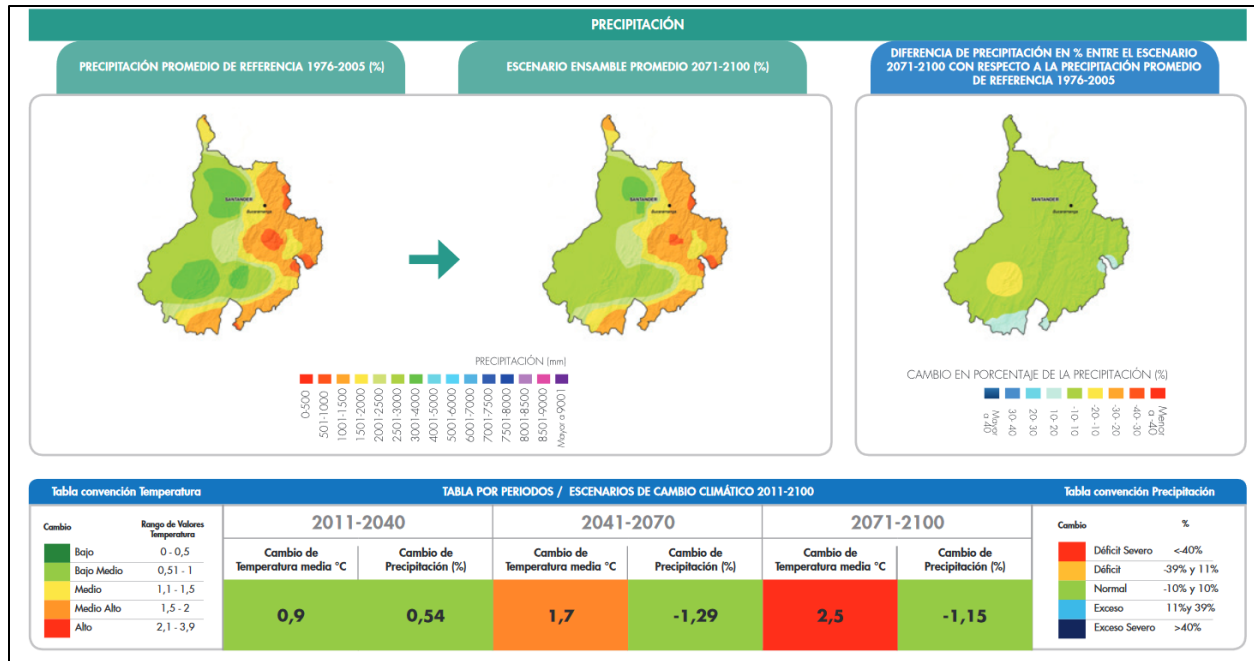 PRECIPITACIÓN
PRECIPITACIÓN PROMEDIO DE REFERENCIA 1976-2005 (%)
ESCENARIO ENSAMBLE PROMEDIO 2071-2100 (%)
DIFERENCIA DE PRECIPITACIÓN EN % ENTRE EL ESCENARIO
2071-2100 CON RESPECTO A LA PRECIPITACIÓN PROMEDIO
DE REFERENCIA 1976-2005
SANTANDER
Bucaramanga
SANTANDER
Bucaramanga
SANTANDER
Bucaramanga
PRECIPITACIÓN (mm)
0-500
501-1000
1001-1500
1501-2000
2001-2500
2501-3000
3001-4000
4001-5000
5001-6000
6001-7000
7001-7500
7501-8000
8001-8500
8501-9000
Mayor a 9001
CAMBIO EN PORCENTAJE DE LA PRECIPITACIÓN (%)
Mayor
a 40
30-40
20-30
10-20
-10-10
-20--10
-30--20
-40--30
Menor
a -40
Tabla convención Temperatura
Cambio
Rango de Valores
Temperatura
Bajo 0 - 0,5
Bajo Medio 0,51 - 1
Medio 1,1 - 1,5
Medio Alto 1,5 - 2
Alto 2,1 - 3,9
TABLA POR PERIODOS / ESCENARIOS DE CAMBIO CLIMÁTICO 2011-2100
2011-2040 2041-2070 2071-2100
Cambio de
Temperatura media °C
Cambio de
Precipitación (%)
Cambio de
Temperatura media °C
Cambio de
Precipitación (%)
Cambio de
Temperatura media °C
Cambio de
Precipitación (%)
0,9 0,54 1,7 -1,29 2,5 -1,15
Tabla convención Precipitación
Cambio %
Déficit Severo <-40%
Déficit -39% y 11%
Normal -10% y 10%
Exceso 11%y 39%
Exceso Severo >40%